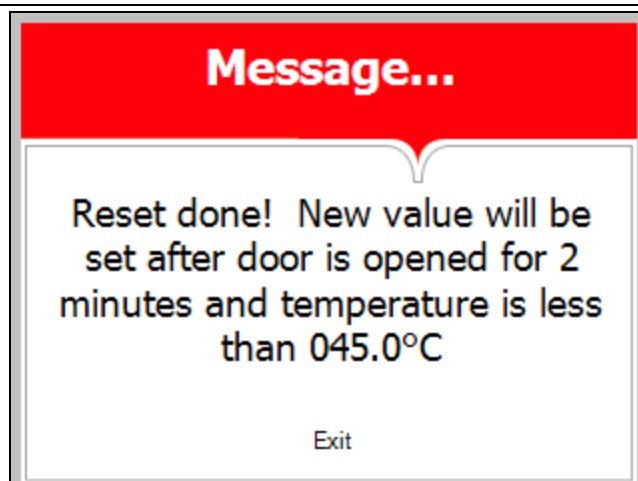 Message...
Reset done!  New value will be
set after door is opened for 2
minutes and temperature is less
than 045.0°C
Exit